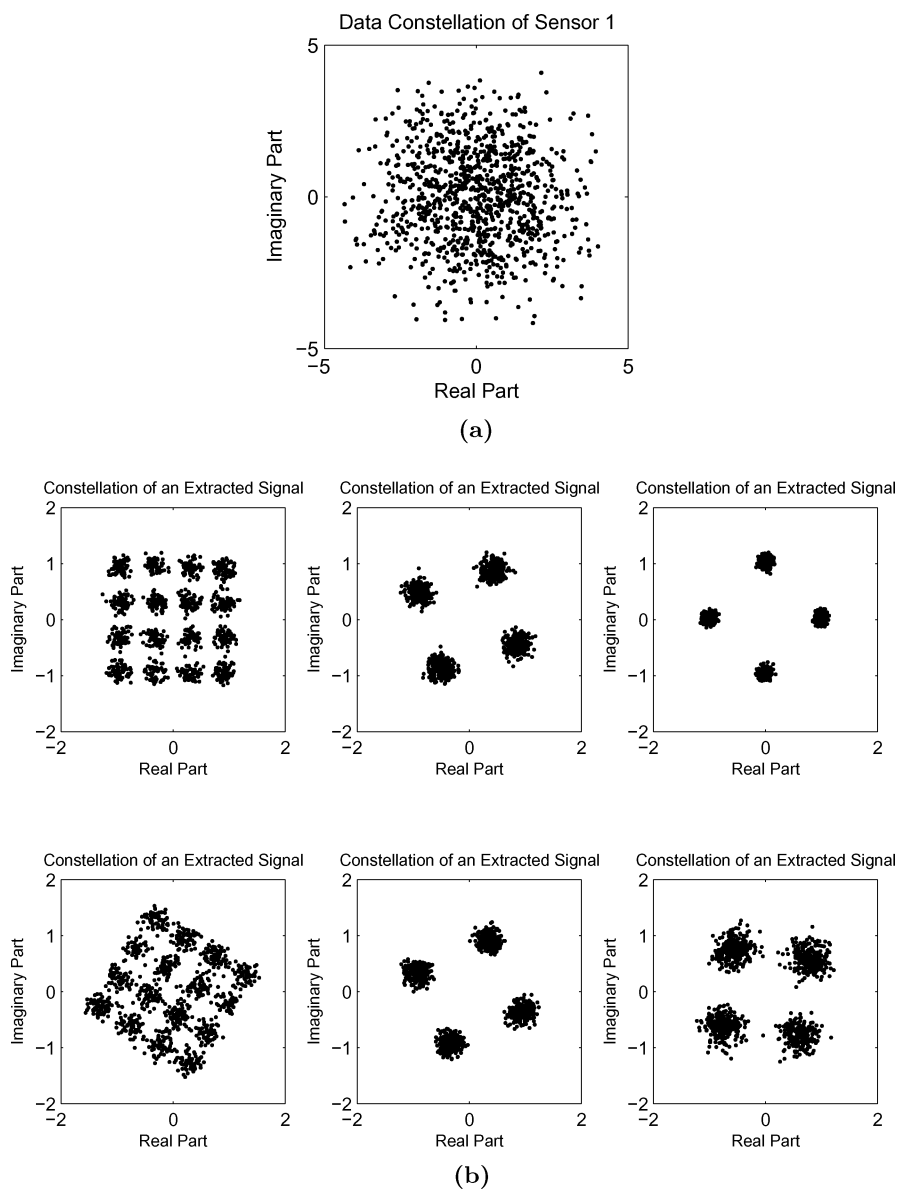 Data Constellation of Sensor 1
5
0
−5
Imaginary Part
−5 0 5
Real Part
(a)
Constellation of an Extracted Signal Constellation of an Extracted Signal Constellation of an Extracted Signal
2 2 2
1 1 1
0 0 0
−1 −1 −1
−2 −2 −2
Imaginary Part Imaginary Part Imaginary Part
−2 0 2 −2 0 2 −2 0 2
Real Part Real Part Real Part
Constellation of an Extracted Signal Constellation of an Extracted Signal Constellation of an Extracted Signal
2 2 2
1 1 1
0 0 0
−1 −1 −1
−2 −2 −2
Imaginary Part Imaginary Part Imaginary Part
−2 0 2 −2 0 2 −2 0 2
Real Part Real Part Real Part
(b)